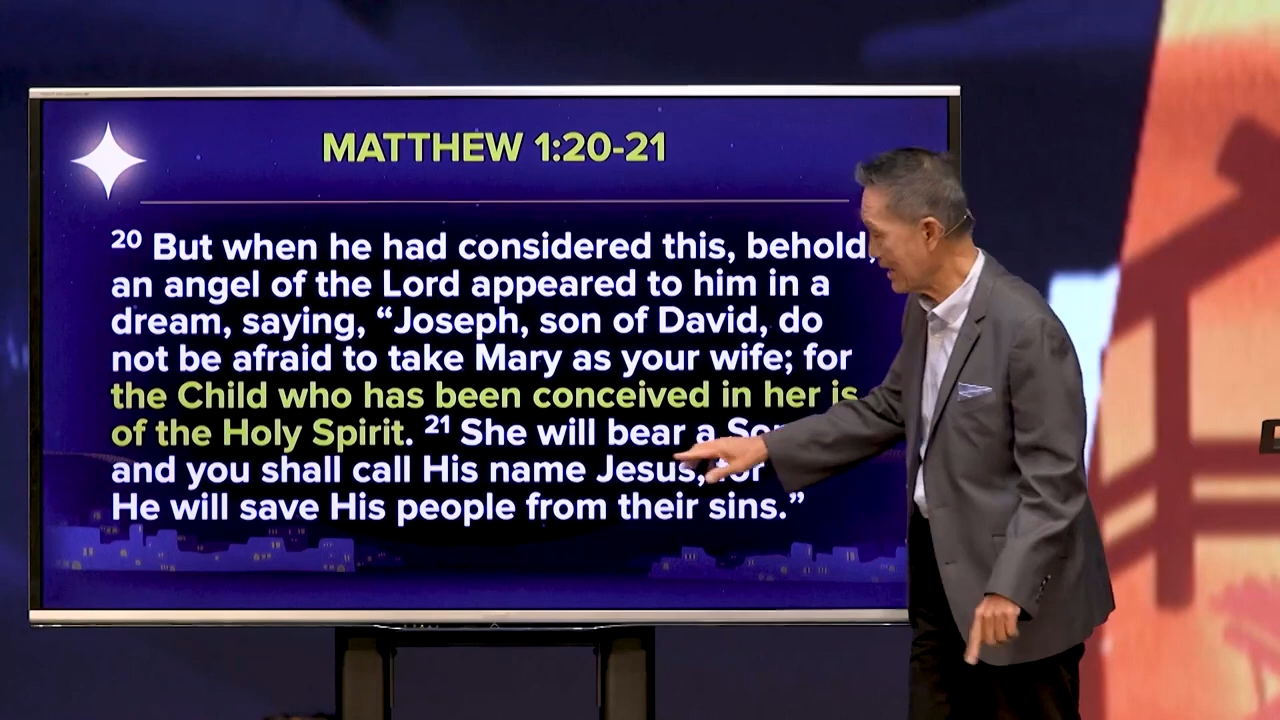 MATTHEW 1:20-21
20 But when he had considered this, behold,
an angel of the Lord appeared to him in a
dream, saying, “Joseph, son of David, do
not be afraid to take Mary as your wife; for
the Child who has been conceived in her is
of the Holy Spirit. 21 She will bear a Son
and you shall call His name Jesus, for
He will save His people from their sins.”